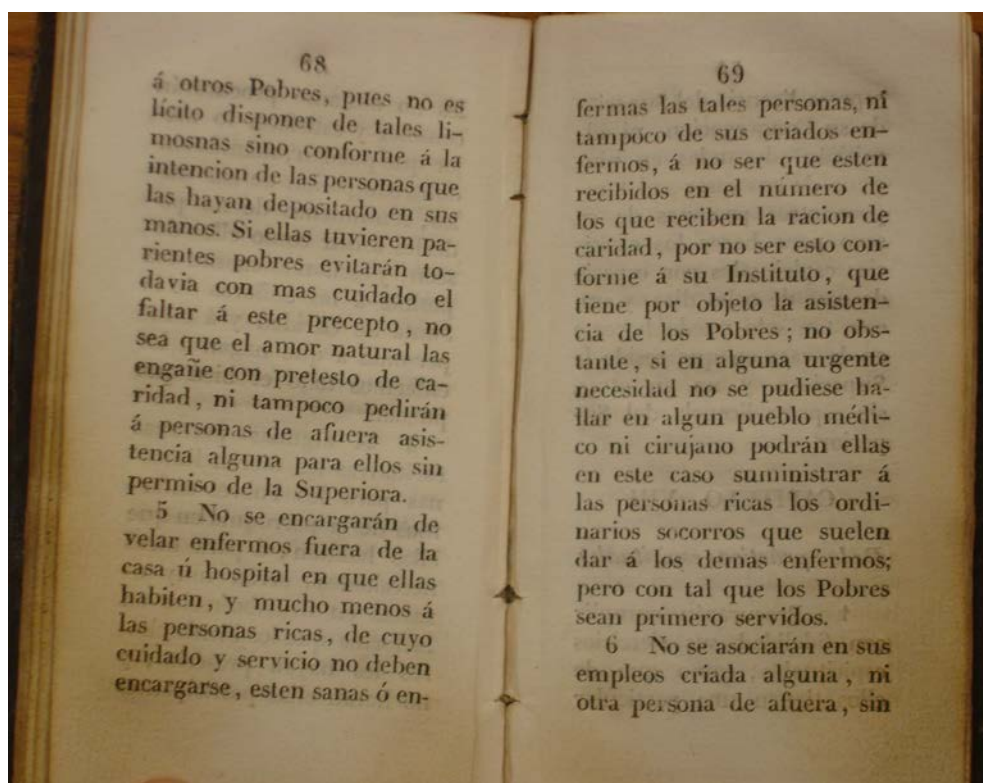 68
á otros Pobres, pues no es
lícito disponer de tales li-
mosnas sino conforme á la
intencion de las personas que
las hayan depositado en sus
manos. Si ellas tuvieren pa-
rientes pobres evitarán to-
davia con mas cuidado el
faltar á este precepto, no
sea que el amor natural las
engañe con pretesto de ca-
ridad, ni tampoco pedirán
á personas de afuera asis-
tencia alguna para ellos sin
permiso de la Superiora.
5 No se encargarán de
velar enfermos fuera de la
casa ú hospital en que ellas
habiten, y mucho menos á
las personas ricas, de cuyo
cuidado y servicio no deben
encargarse, esten sanas ó en-
69
fermas las tales personas, ni
tampoco de sus criados en-
fermos, á no ser que esten
recibidos en el número de
los que reciben la racion de
caridad, por no ser esto con-
forme á su Instituto, que
tiene por objeto la asisten-
cia de los Pobres; no obs-
tante, si en alguna urgente
necesidad no se pudiese ha-
llar en algun pueblo médi-
co ni cirujano podrán ellas
en este caso suministrar á
las personas ricas los ordi-
narios socorros que suelen
dar á los demas enfermos;
pero con tal que los Pobres
sean primero servidos.
6 No se asociarán en sus
empleos criada alguna, ni
otra persona de afuera, sin